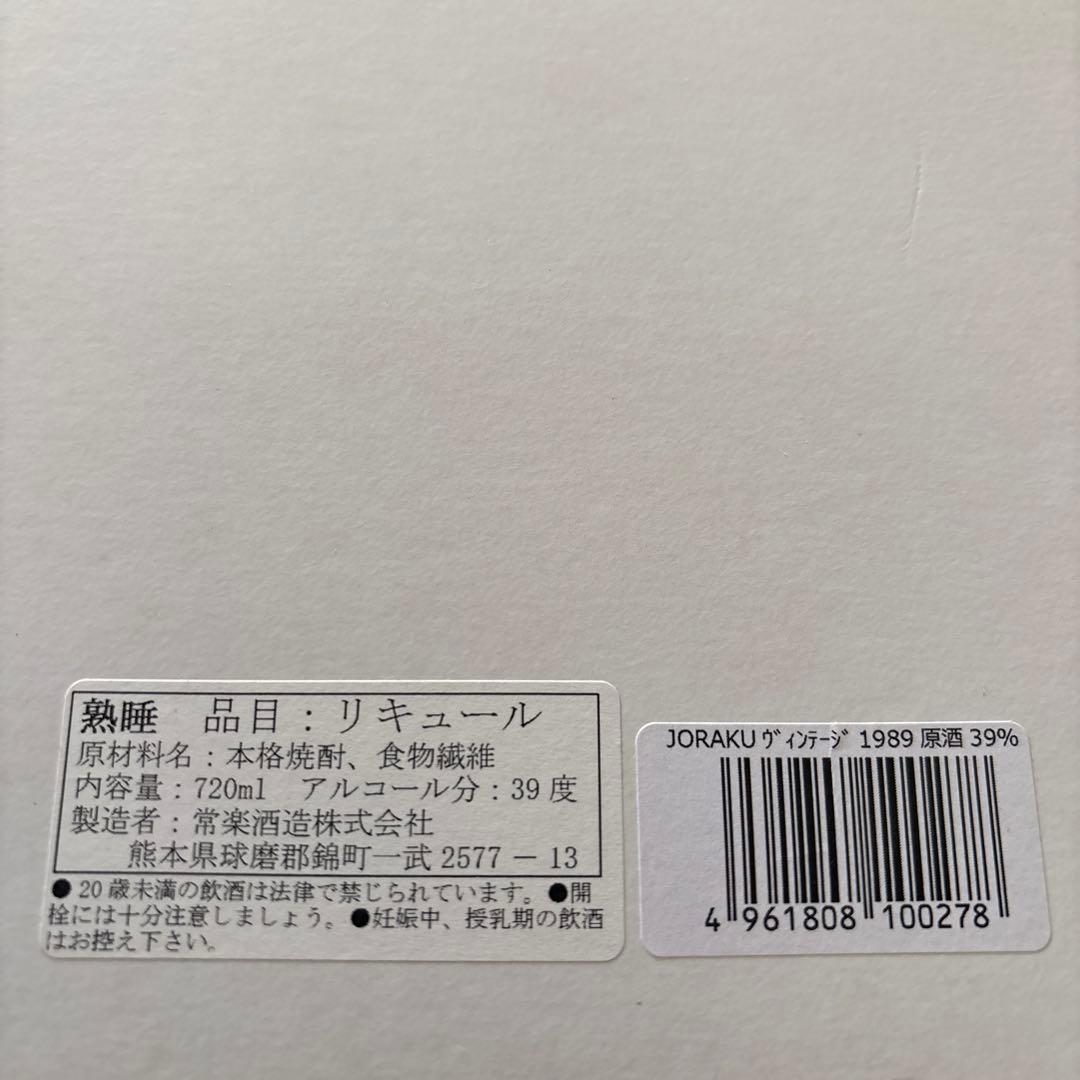 熟睡 品目：リキュール
原材料名：本格焼酎、食物繊維
内容量：720ml アルコール分：39度
製造者：常楽酒造株式会社
熊本県球磨郡錦町一武2577－13
●20歳未満の飲酒は法律で禁じられています。●開
栓には十分注意しましょう。●妊娠中、授乳期の飲酒
はお控え下さい。
JORAKU ヴィンテージ 1989 原酒 39%
4 961808 100278